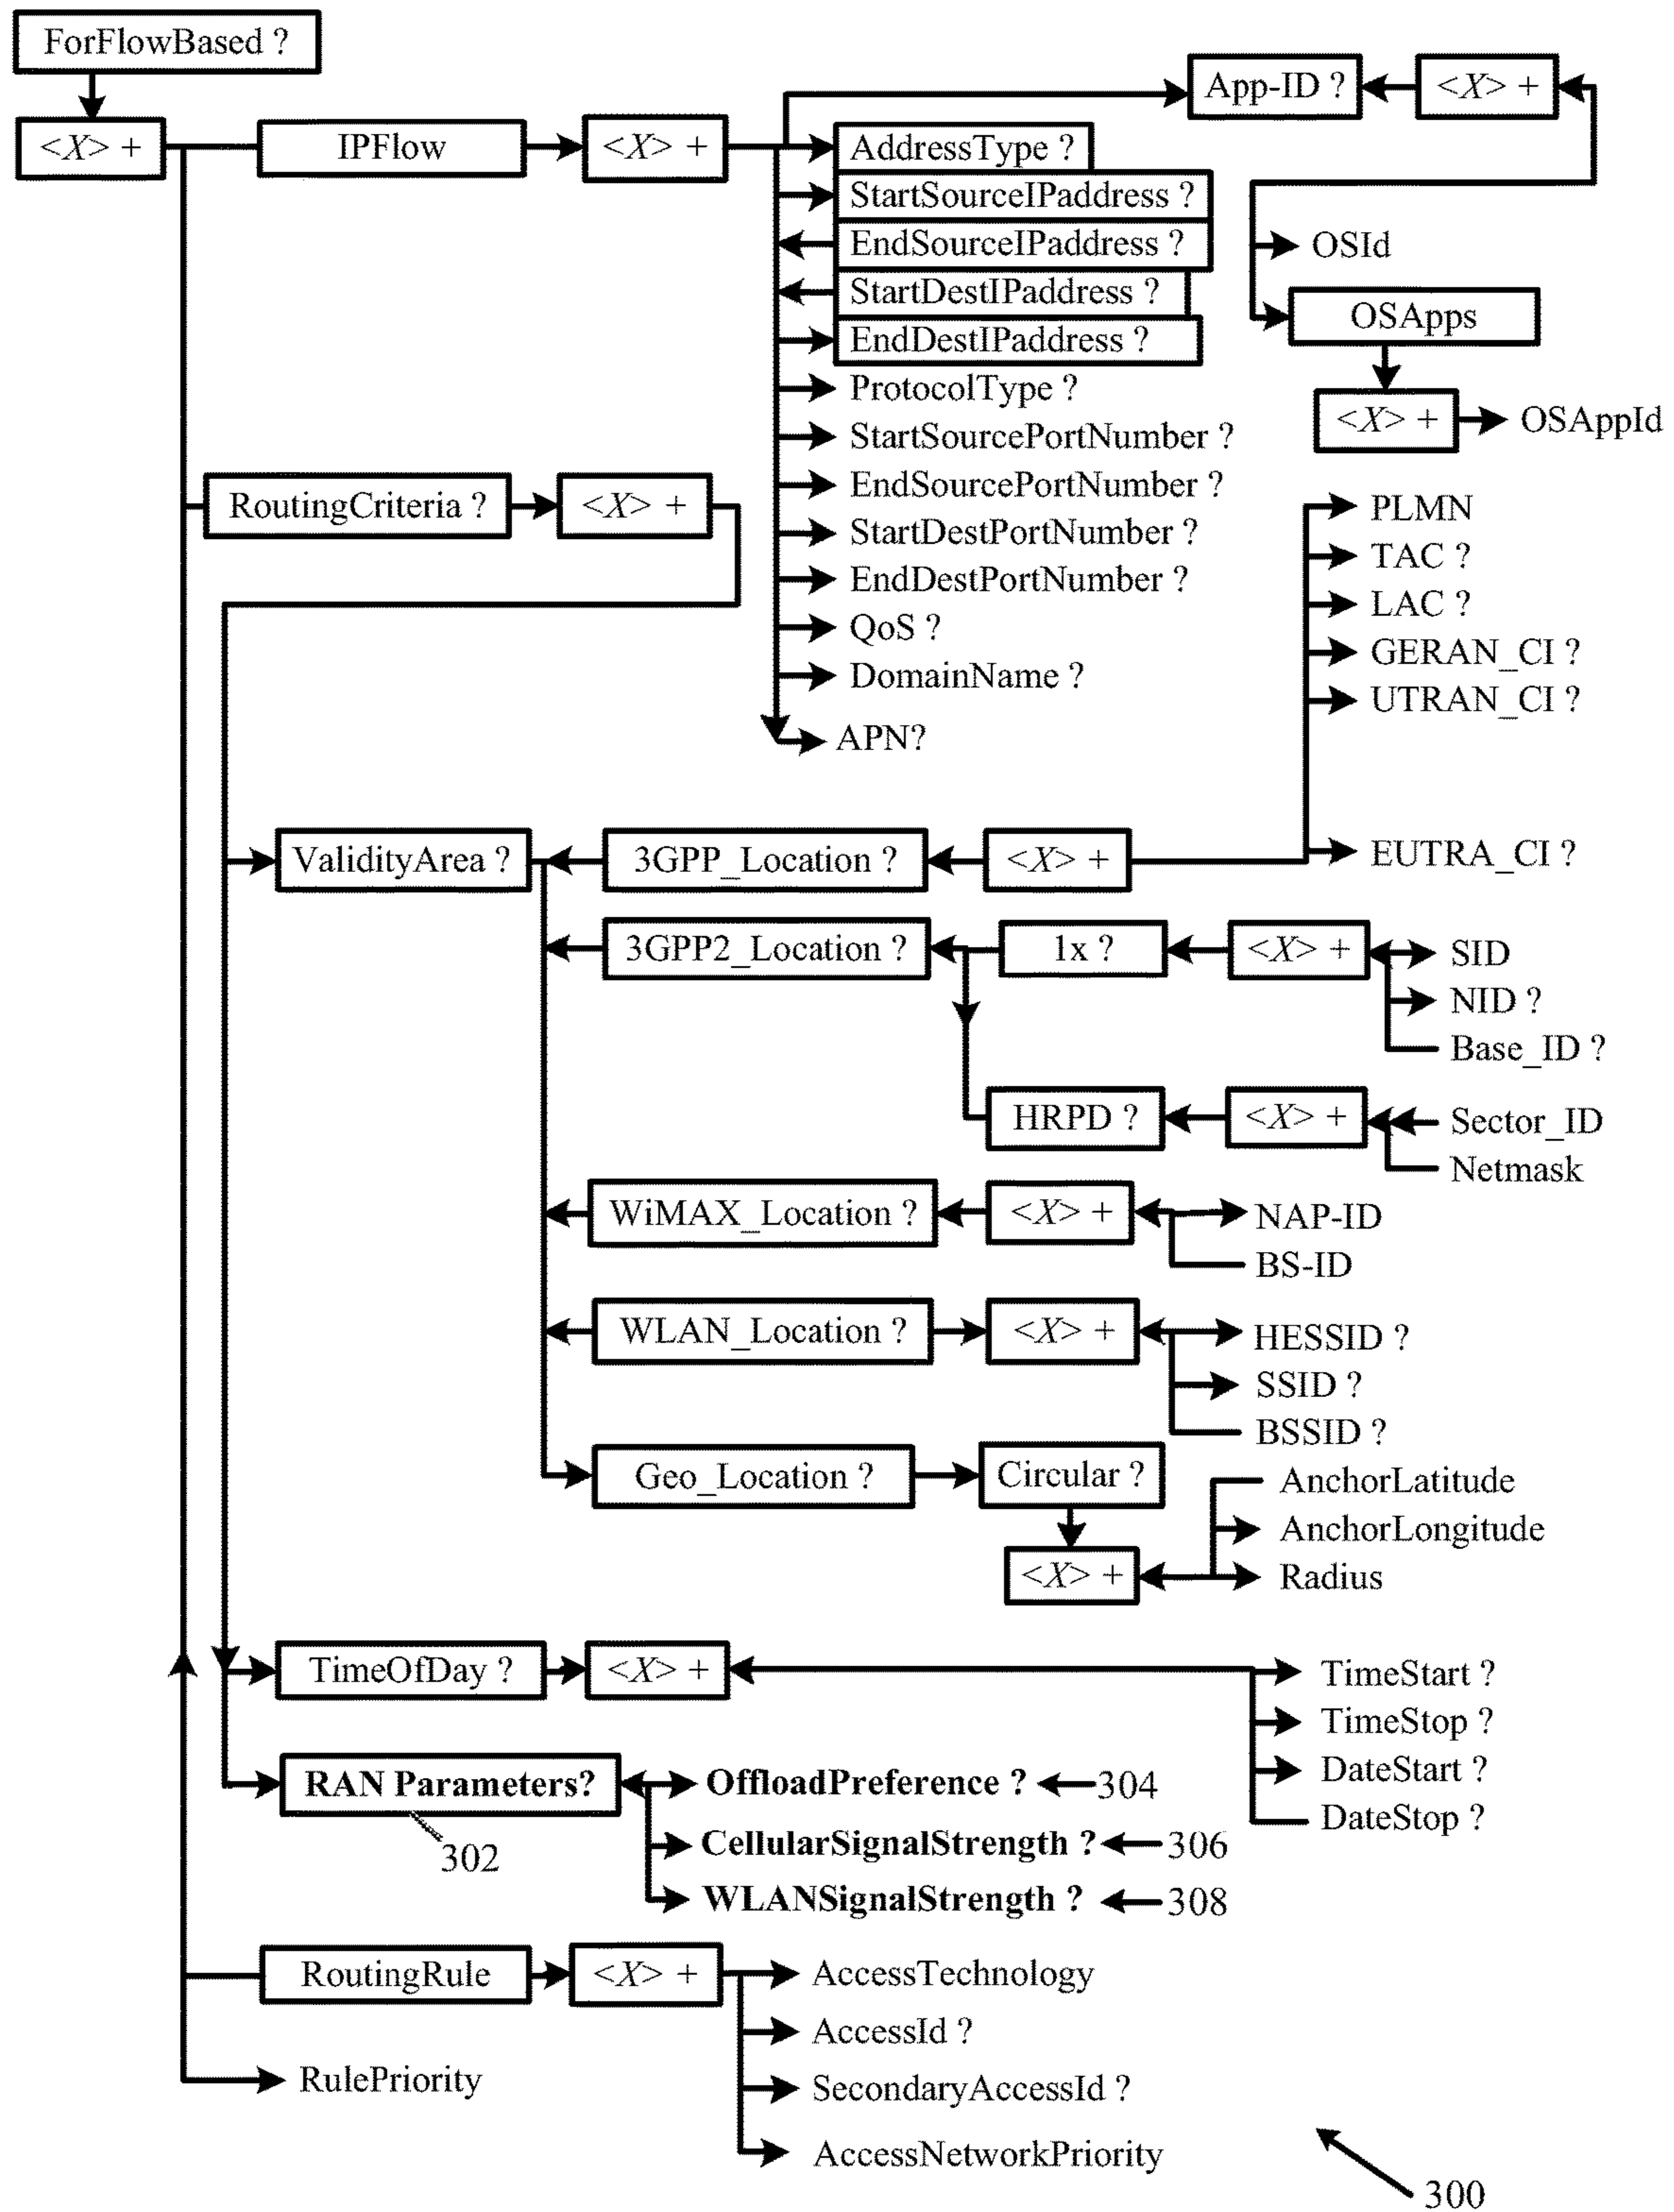 ForFlowBased ?
<X> +
IPFlow
<X> +
App-ID ?
<X> +
OSId
OSApps
<X> +
OSAppId
AddressType ?
StartSourceIPaddress ?
EndSourceIPaddress ?
StartDestIPaddress ?
EndDestIPaddress ?
ProtocolType ?
StartSourcePortNumber ?
EndSourcePortNumber ?
StartDestPortNumber ?
EndDestPortNumber ?
QoS ?
DomainName ?
APN?
RoutingCriteria ?
<X> +
ValidityArea ?
3GPP_Location ?
<X> +
PLMN
TAC ?
LAC ?
GERAN_CI ?
UTRAN_CI ?
EUTRA_CI ?
3GPP2_Location ?
1x ?
<X> +
SID
NID ?
Base_ID ?
HRPD ?
<X> +
Sector_ID
Netmask
WiMAX_Location ?
<X> +
NAP-ID
BS-ID
WLAN_Location ?
<X> +
HESSID ?
SSID ?
BSSID ?
Geo_Location ?
Circular ?
<X> +
AnchorLatitude
AnchorLongitude
Radius
TimeOfDay ?
<X> +
TimeStart ?
TimeStop ?
DateStart ?
DateStop ?
RAN Parameters?
302
OffloadPreference ?
304
CellularSignalStrength ?
306
WLANSignalStrength ?
308
RoutingRule
<X> +
AccessTechnology
AccessId ?
SecondaryAccessId ?
AccessNetworkPriority
RulePriority
300